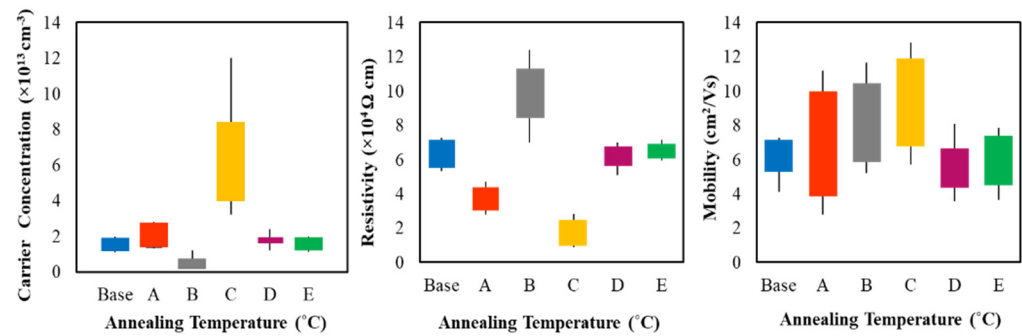 Carrier Concentration (×10¹³ cm⁻³)
14
12
10
8
6
4
2
0
Base A B C D E
Annealing Temperature (˚C)
Resistivity (×10⁴Ω cm)
14
12
10
8
6
4
2
0
Base A B C D E
Annealing Temperature (˚C)
Mobility (cm²/Vs)
14
12
10
8
6
4
2
0
Base A B C D E
Annealing Temperature (˚C)